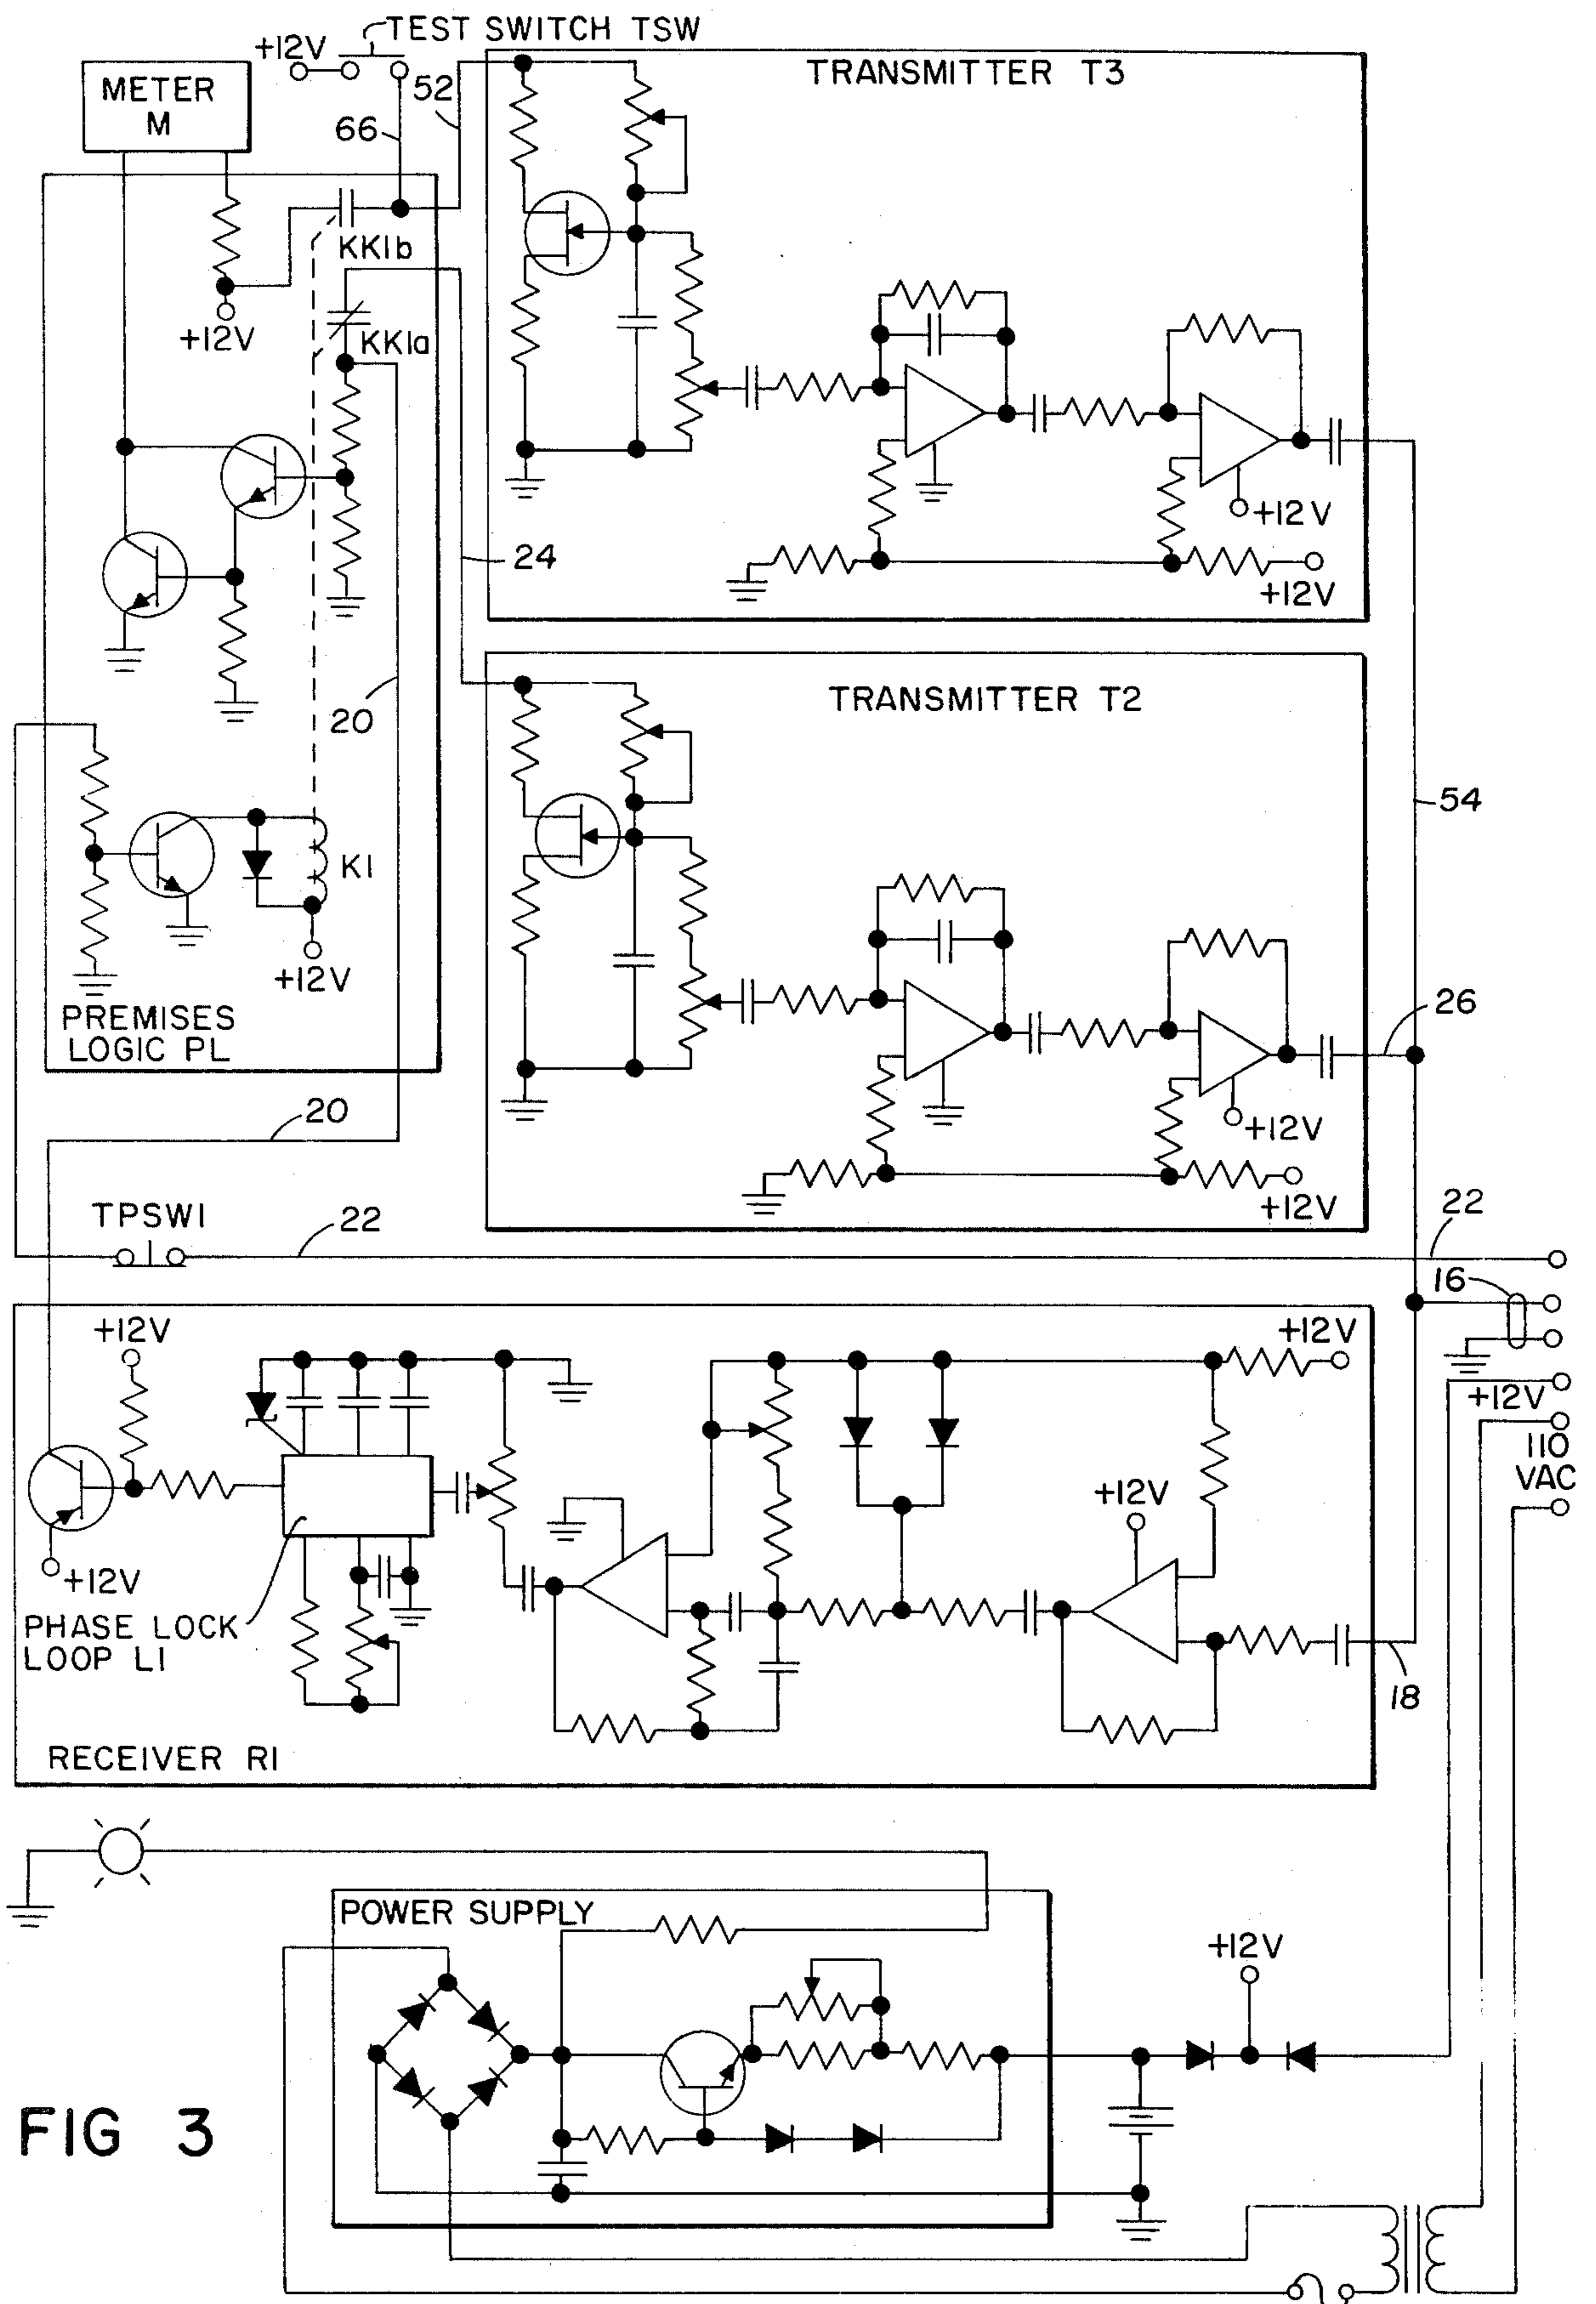 TEST SWITCH TSW
+12V
METER
M
52
66
TRANSMITTER T3
KK1b
+12V
KK1a
24
+12V
+12V
20
TRANSMITTER T2
54
K1
+12V
PREMISES
LOGIC PL
26
20
+12V
+12V
TPSW1
22
22
16
+12V
+12V
+12V
110
VAC
+12V
+12V
PHASE LOCK
LOOP L1
18
RECEIVER R1
POWER SUPPLY
+12V
FIG 3